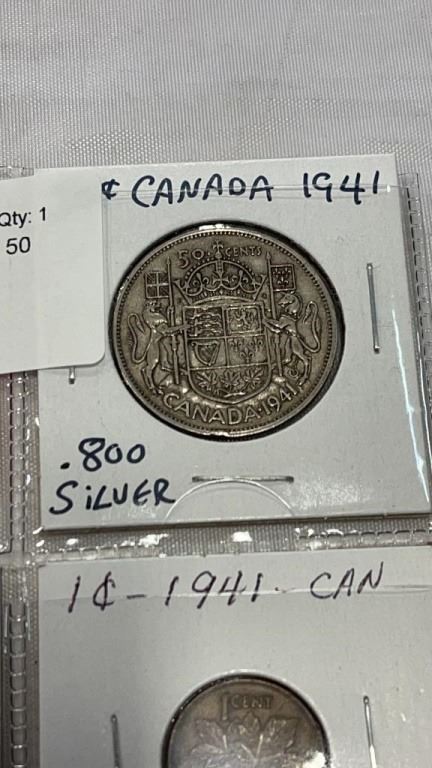 Qty: 1
50
¢ CANADA 1941
50 CENTS
CANADA · 1941
.800
SILVER
1¢ - 1941 - CAN
1 CENT